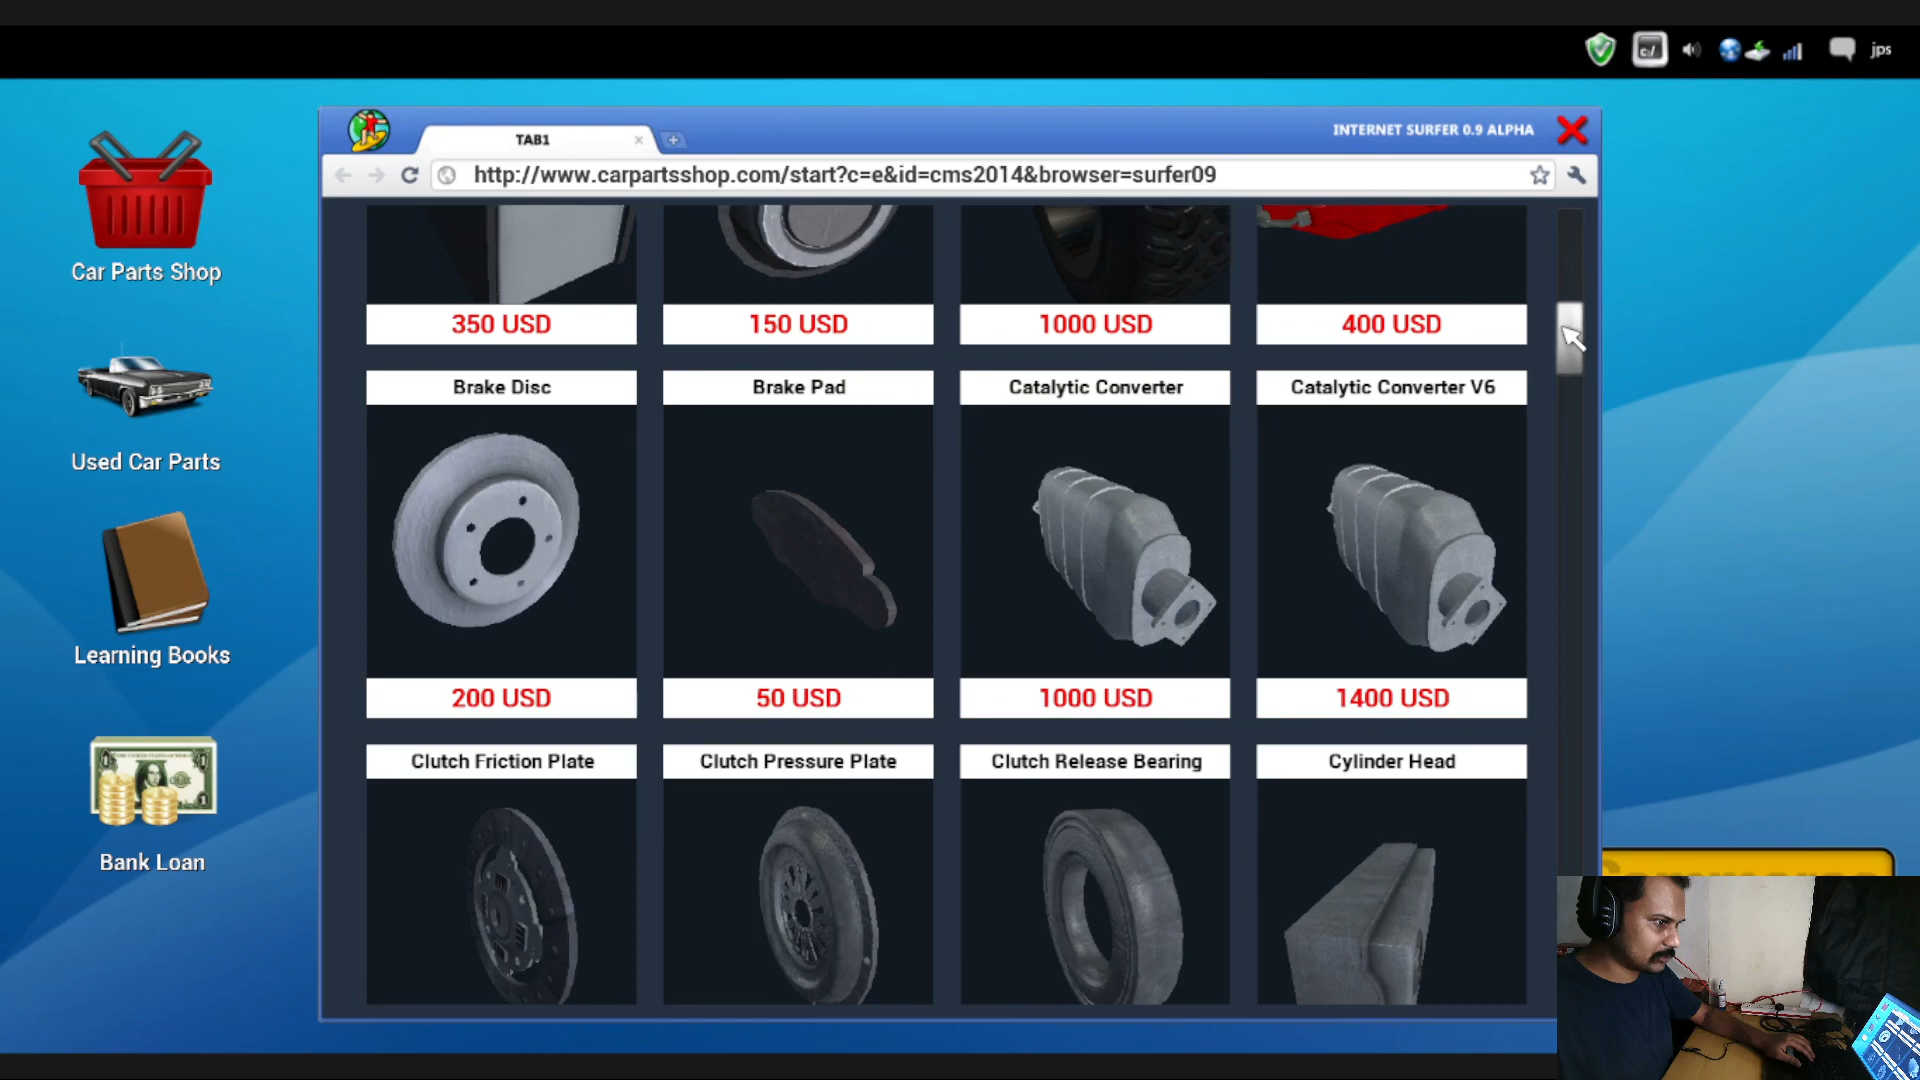 c:/
jps
TAB1
INTERNET SURFER 0.9 ALPHA
http://www.carpartsshop.com/start?c=e&id=cms2014&browser=surfer09
Car Parts Shop
Used Car Parts
Learning Books
Bank Loan
350 USD
150 USD
1000 USD
400 USD
Brake Disc
Brake Pad
Catalytic Converter
Catalytic Converter V6
200 USD
50 USD
1000 USD
1400 USD
Clutch Friction Plate
Clutch Pressure Plate
Clutch Release Bearing
Cylinder Head